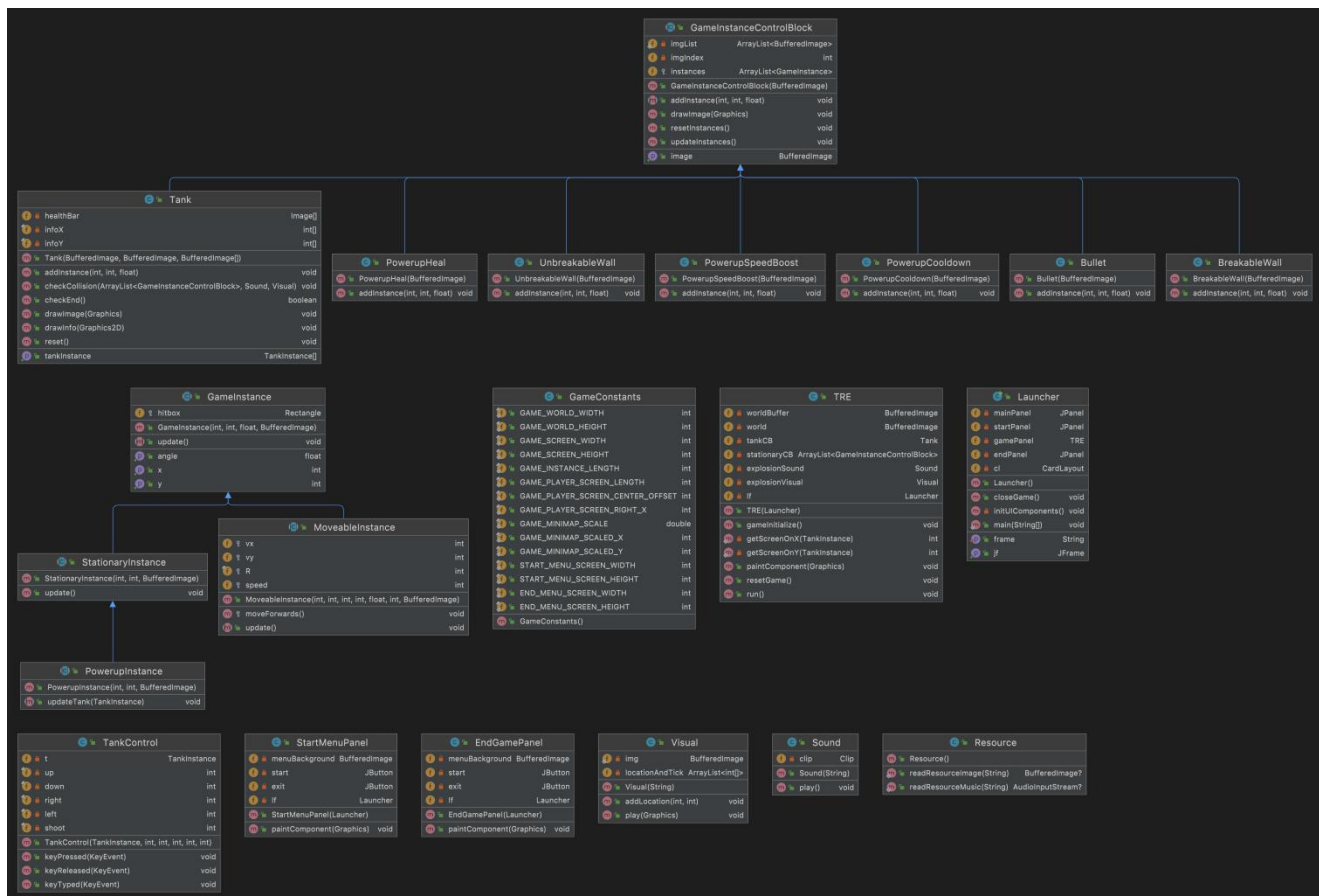 GameInstanceControlBlock
imgList ArrayList<BufferedImage>
imgIndex int
instances ArrayList<GameInstance>
GameInstanceControlBlock(BufferedImage)
addInstance(int, int, float) void
drawImage(Graphics) void
resetInstances() void
updateInstances() void
image BufferedImage
Tank
healthBar Image[]
infoX int[]
infoY int[]
Tank(BufferedImage, BufferedImage, BufferedImage[])
addInstance(int, int, float) void
checkCollision(ArrayList<GameInstanceControlBlock>, Sound, Visual) void
checkEnd() boolean
drawImage(Graphics) void
drawInfo(Graphics2D) void
reset() void
tankInstance TankInstance[]
PowerupHeal
PowerupHeal(BufferedImage)
addInstance(int, int, float) void
UnbreakableWall
UnbreakableWall(BufferedImage)
addInstance(int, int, float) void
PowerupSpeedBoost
PowerupSpeedBoost(BufferedImage)
addInstance(int, int, float) void
PowerupCooldown
PowerupCooldown(BufferedImage)
addInstance(int, int, float) void
Bullet
Bullet(BufferedImage)
addInstance(int, int, float) void
BreakableWall
BreakableWall(BufferedImage)
addInstance(int, int, float) void
GameInstance
hitbox Rectangle
GameInstance(int, int, float, BufferedImage)
update() void
angle float
x int
y int
GameConstants
GAME_WORLD_WIDTH int
GAME_WORLD_HEIGHT int
GAME_SCREEN_WIDTH int
GAME_SCREEN_HEIGHT int
GAME_INSTANCE_LENGTH int
GAME_PLAYER_SCREEN_LENGTH int
GAME_PLAYER_SCREEN_CENTER_OFFSET int
GAME_PLAYER_SCREEN_RIGHT_X int
GAME_MINIMAP_SCALE double
GAME_MINIMAP_SCALED_X int
GAME_MINIMAP_SCALED_Y int
START_MENU_SCREEN_WIDTH int
START_MENU_SCREEN_HEIGHT int
END_MENU_SCREEN_WIDTH int
END_MENU_SCREEN_HEIGHT int
GameConstants()
TRE
worldBuffer BufferedImage
world BufferedImage
tankCB Tank
stationaryCB ArrayList<GameInstanceControlBlock>
explosionSound Sound
explosionVisual Visual
lf Launcher
TRE(Launcher)
gameInitialize() void
getScreenOnX(TankInstance) int
getScreenOnY(TankInstance) int
paintComponent(Graphics) void
resetGame() void
run() void
Launcher
mainPanel JPanel
startPanel JPanel
gamePanel TRE
endPanel JPanel
cl CardLayout
Launcher()
closeGame() void
initUIComponents() void
main(String[]) void
frame String
jf JFrame
MoveableInstance
vx int
vy int
R int
speed int
MoveableInstance(int, int, int, int, float, int, BufferedImage)
moveForwards() void
update() void
StationaryInstance
StationaryInstance(int, int, BufferedImage)
update() void
PowerupInstance
PowerupInstance(int, int, BufferedImage)
updateTank(TankInstance) void
TankControl
t TankInstance
up int
down int
right int
left int
shoot int
TankControl(TankInstance, int, int, int, int, int)
keyPressed(KeyEvent) void
keyReleased(KeyEvent) void
keyTyped(KeyEvent) void
StartMenuPanel
menuBackground BufferedImage
start JButton
exit JButton
lf Launcher
StartMenuPanel(Launcher)
paintComponent(Graphics) void
EndGamePanel
menuBackground BufferedImage
start JButton
exit JButton
lf Launcher
EndGamePanel(Launcher)
paintComponent(Graphics) void
Visual
img BufferedImage
locationAndTick ArrayList<int[]>
Visual(String)
addLocation(int, int) void
play(Graphics) void
Sound
clip Clip
Sound(String)
play() void
Resource
Resource()
readResourceImage(String) BufferedImage?
readResourceMusic(String) AudioInputStream?